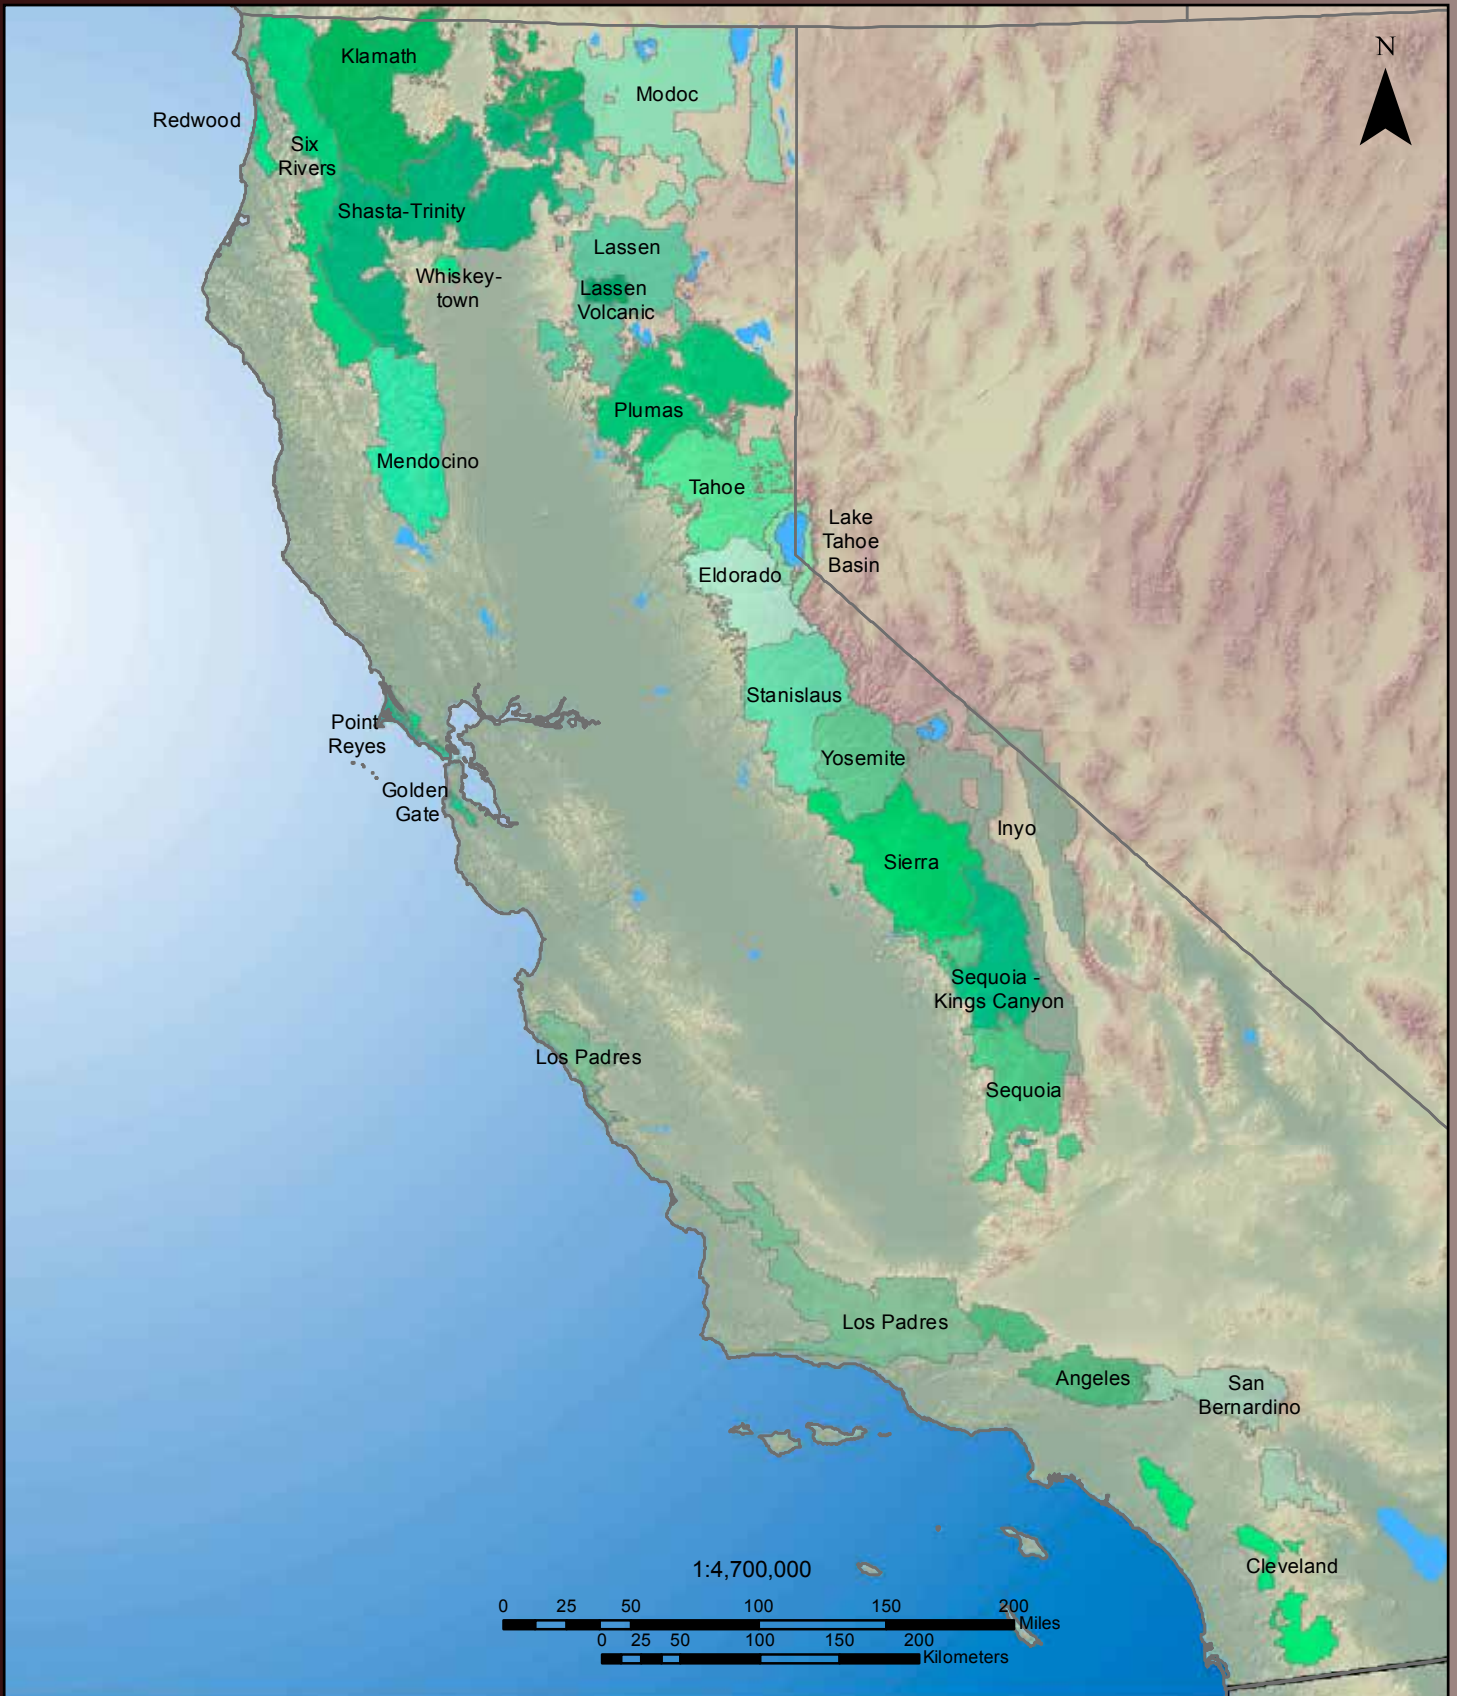 N
Klamath
Modoc
Redwood
Six
Rivers
Shasta-Trinity
Lassen
Whiskey-
town
Lassen
Volcanic
Plumas
Mendocino
Tahoe
Lake
Tahoe
Basin
Eldorado
Stanislaus
Point
Reyes
Yosemite
Golden
Gate
Inyo
Sierra
Sequoia -
Kings Canyon
Los Padres
Sequoia
Los Padres
Angeles
San
Bernardino
Cleveland
1:4,700,000
0 25 50 100 150 200
Miles
0 25 50 100 150 200
Kilometers